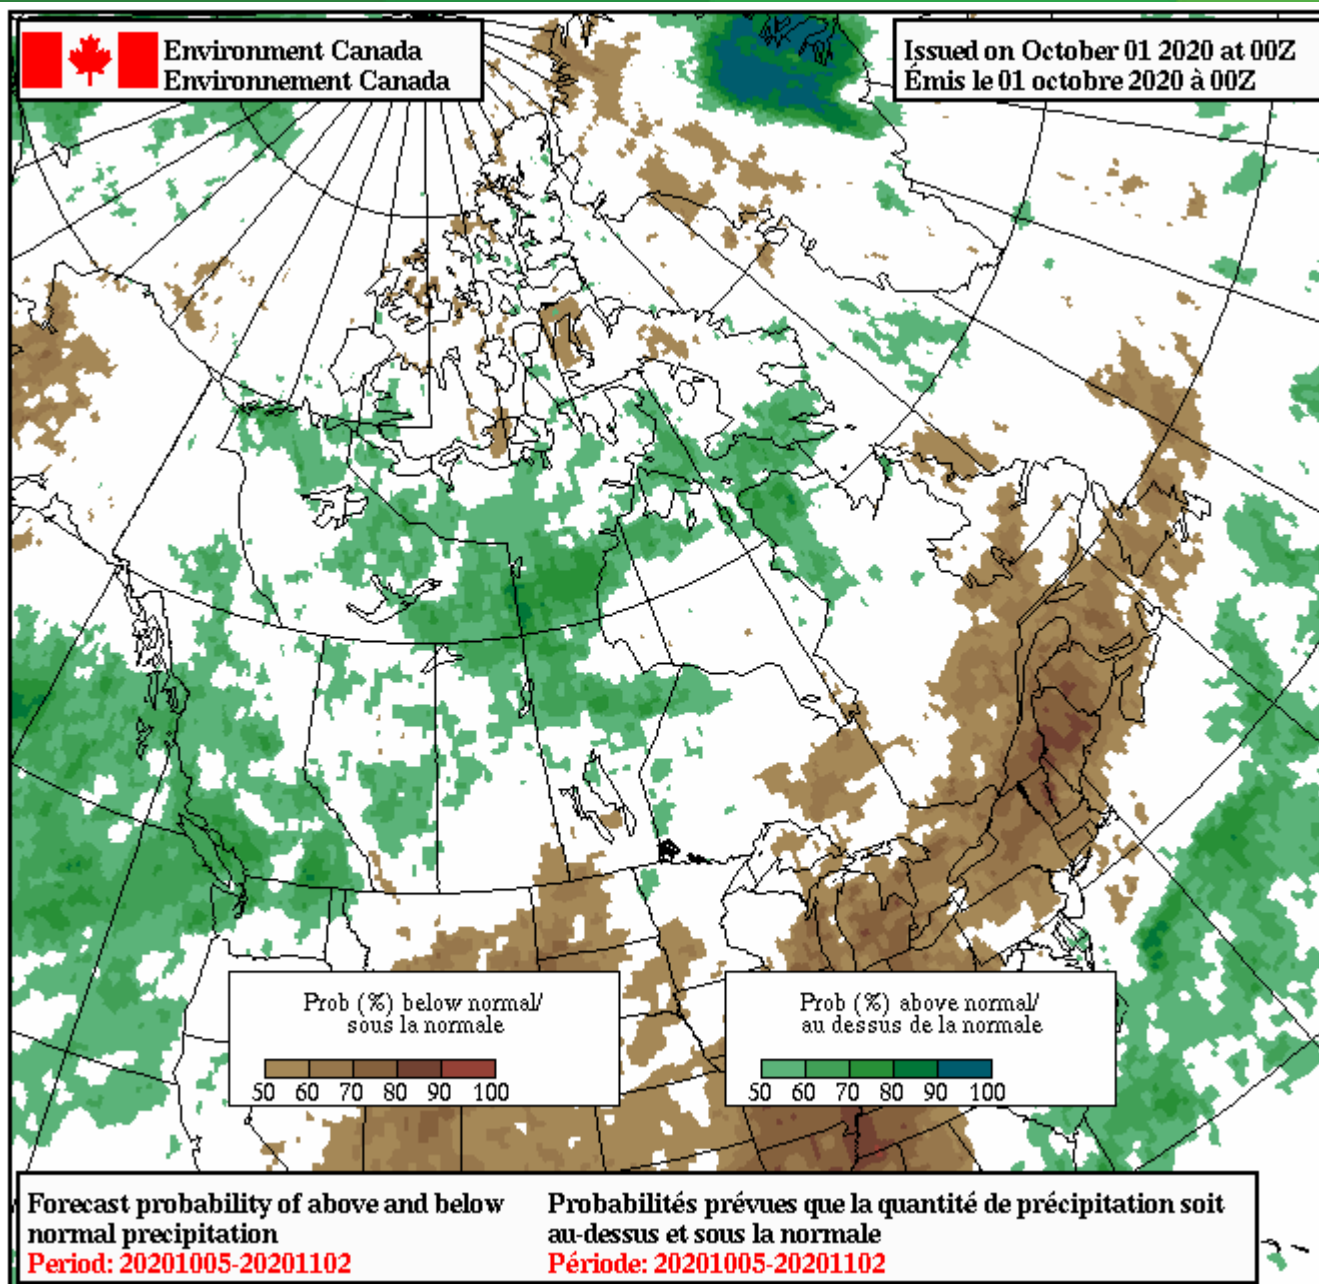 Environment Canada
Environnement Canada
Issued on October 01 2020 at 00Z
Émis le 01 octobre 2020 à 00Z
Prob (%) below normal/
sous la normale
50 60 70 80 90 100
Prob (%) above normal/
au dessus de la normale
50 60 70 80 90 100
Forecast probability of above and below
normal precipitation
Period: 20201005-20201102
Probabilités prévues que la quantité de précipitation soit
au-dessus et sous la normale
Période: 20201005-20201102